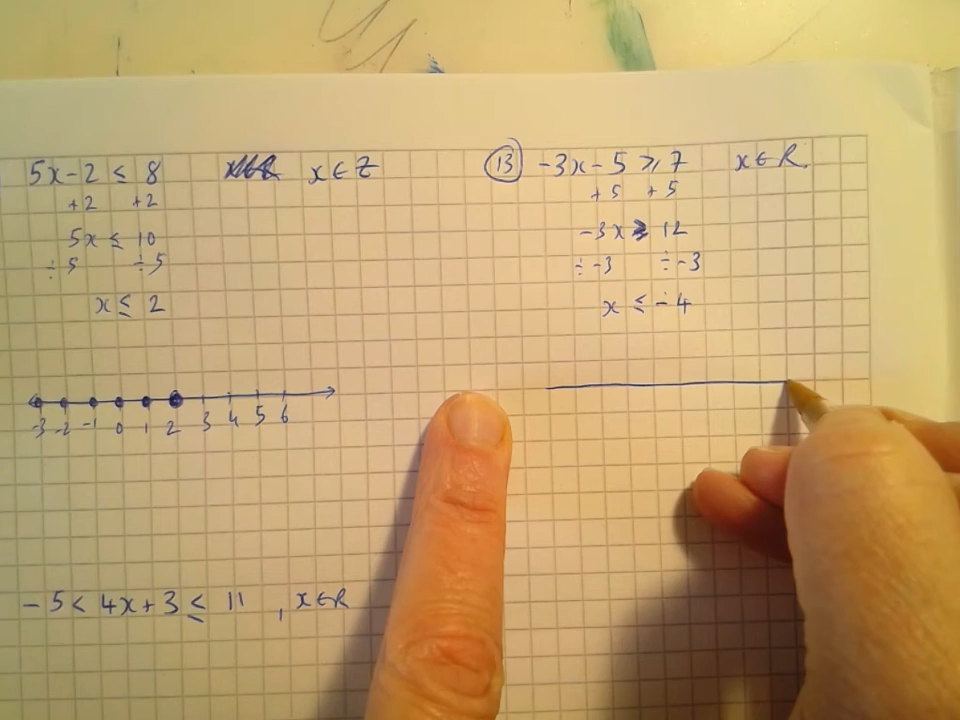 5x-2 ≤ 8 x∈Z
+2 +2
5x ≤ 10
÷5 ÷5
x ≤ 2
-3 -2 -1 0 1 2 3 4 5 6
-5 < 4x+3 ≤ 11 , x∈R
13 -3x-5 ≥ 7 x∈R
+5 +5
-3x ≥ 12
÷-3 ÷-3
x ≤ -4